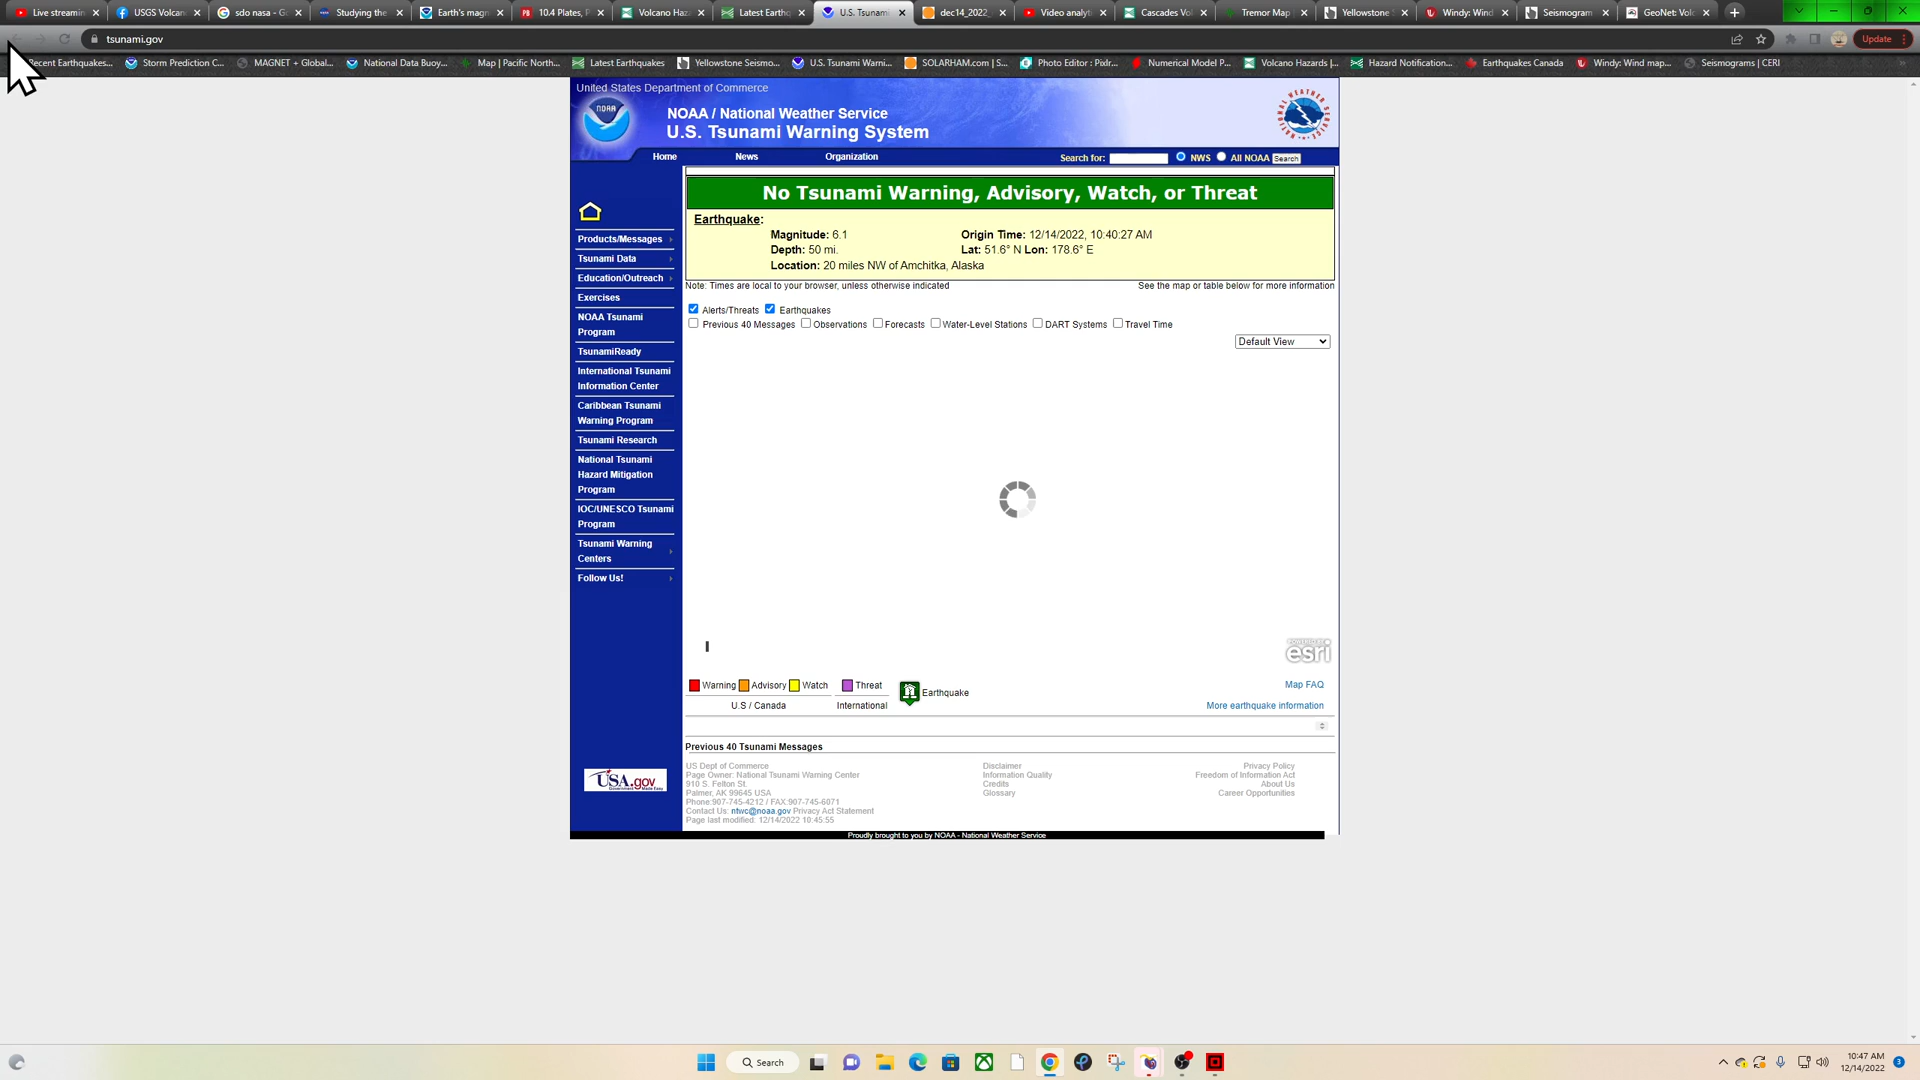 Live streamin USGS Volcan sdo nasa - Go Studying the Earth's magn 10.4 Plates, P Volcano Haz Latest Earthq U.S. Tsunami dec14_2022_ Video analyti Cascades Vol Tremor Map Yellowstone Windy: Wind Seismogram GeoNet: Volc
tsunami.gov Update
Recent Earthquakes... Storm Prediction C... MAGNET + Global... National Data Buoy... Map | Pacific North... Latest Earthquakes Yellowstone Seismo... U.S. Tsunami Warni... SOLARHAM.com | S... Photo Editor : Pixlr... Numerical Model P... Volcano Hazards |... Hazard Notification... Earthquakes Canada Windy: Wind map... Seismograms | CERI
United States Department of Commerce
NOAA
NOAA / National Weather Service
U.S. Tsunami Warning System
Home News Organization Search for: NWS All NOAA Search
No Tsunami Warning, Advisory, Watch, or Threat
Earthquake:
Magnitude: 6.1 Origin Time: 12/14/2022, 10:40:27 AM
Depth: 50 mi. Lat: 51.6° N Lon: 178.6° E
Location: 20 miles NW of Amchitka, Alaska
Note: Times are local to your browser, unless otherwise indicated See the map or table below for more information
Alerts/Threats Earthquakes
Previous 40 Messages Observations Forecasts Water-Level Stations DART Systems Travel Time
Default View
Products/Messages
Tsunami Data
Education/Outreach
Exercises
NOAA Tsunami
Program
TsunamiReady
International Tsunami
Information Center
Caribbean Tsunami
Warning Program
Tsunami Research
National Tsunami
Hazard Mitigation
Program
IOC/UNESCO Tsunami
Program
Tsunami Warning
Centers
Follow Us!
POWERED BY
esri
Warning Advisory Watch Threat Earthquake Map FAQ
U.S / Canada International More earthquake information
Previous 40 Tsunami Messages
USA.gov
US Dept of Commerce Disclaimer Privacy Policy
Page Owner: National Tsunami Warning Center Information Quality Freedom of Information Act
910 S. Felton St. Credits About Us
Palmer, AK 99645 USA Glossary Career Opportunities
Phone:907-745-4212 / FAX:907-745-6071
Contact Us: ntwc@noaa.gov Privacy Act Statement
Page last modified: 12/14/2022 10:45:55
Proudly brought to you by NOAA - National Weather Service
Search
10:47 AM
12/14/2022
3